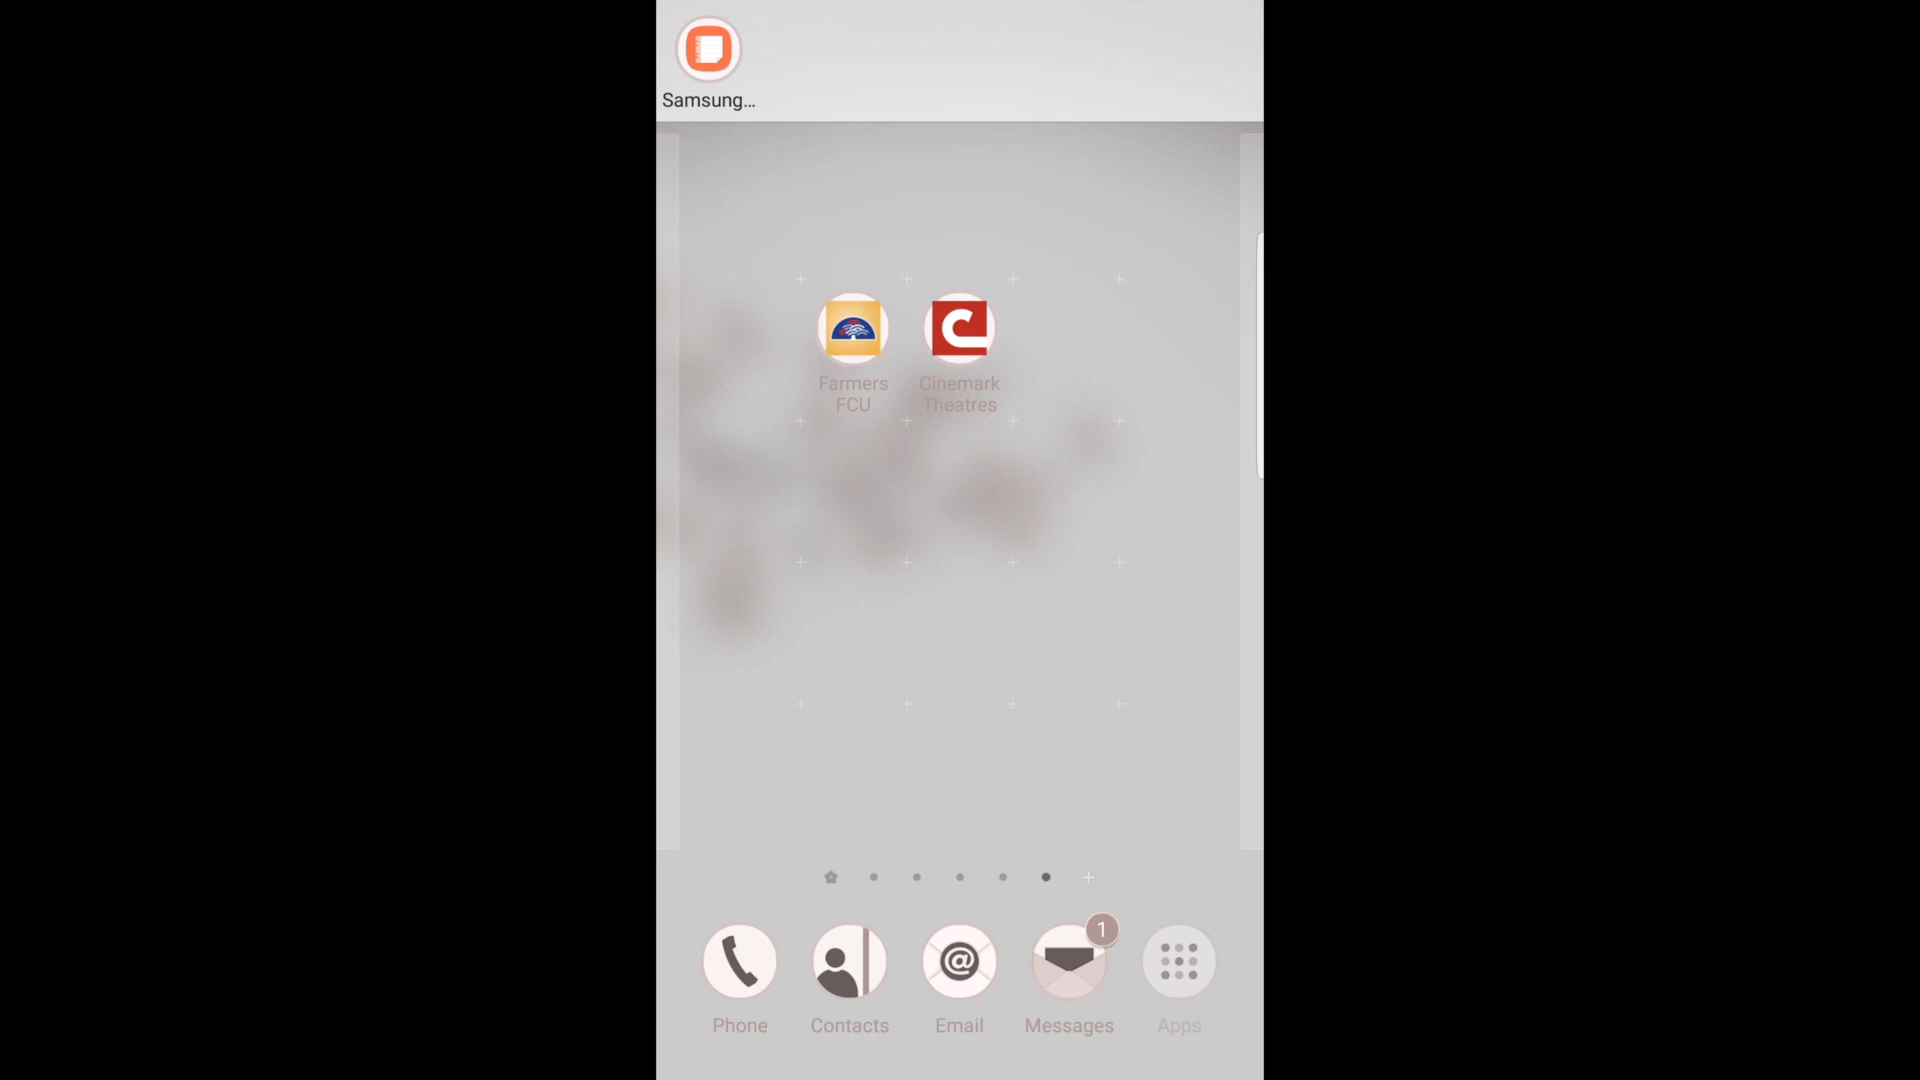 Samsung...
Farmers
FCU
Cinemark
Theatres
1
Phone
Contacts
Email
Messages
Apps